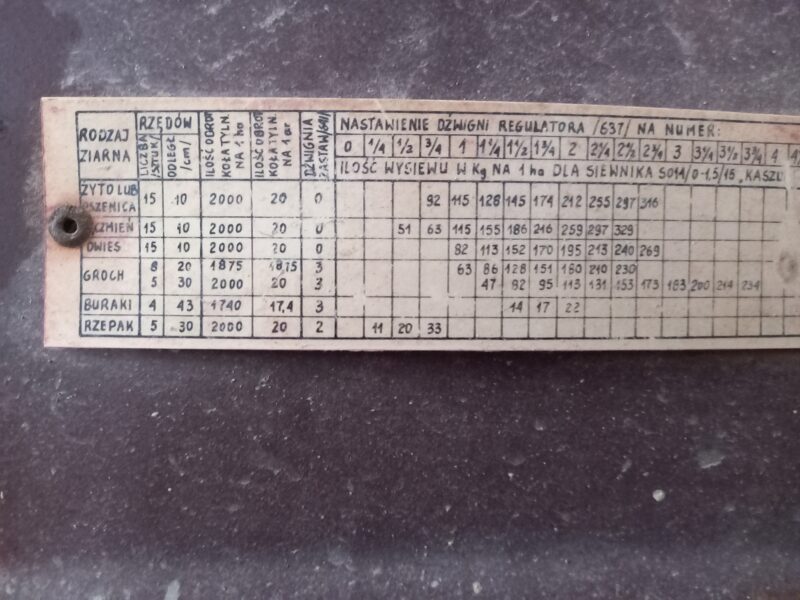 RODZAJ ZIARNA
RZĘDÓW
LICZBA /SZTUK/
ODLEGŁ. /cm/
KOŁA TYLN. NA 1 ha
KOŁA TYLN. NA 1 ar
DŹWIGNIA
NASTAWIENIE DŹWIGNI REGULATORA /637/ NA NUMER:
0 1/4 1/2 3/4 1 1 1/4 1 1/2 1 3/4 2 2 1/4 2 1/2 2 3/4 3 3 1/4 3 1/2 3 3/4 4
ILOŚĆ WYSIEWU W Kg NA 1 ha DLA SIEWNIKA S014/0-1,5/15
ŻYTO LUB
PSZENICA 15 10 2000 20 0 92 115 128 145 174 212 255 297 316
15 10 2000 20 0 51 63 115 155 186 216 259 297 329
OWIES 15 10 2000 20 0 82 113 152 170 195 213 240 269
GROCH 8 20 1875 18,75 3 63 86 128 151 160 210 230
5 30 2000 20 3 47 82 95 113 131 153 173 183 200 214 234
BURAKI 4 43 1740 17,4 3 14 17 22
RZEPAK 5 30 2000 20 2 11 20 33